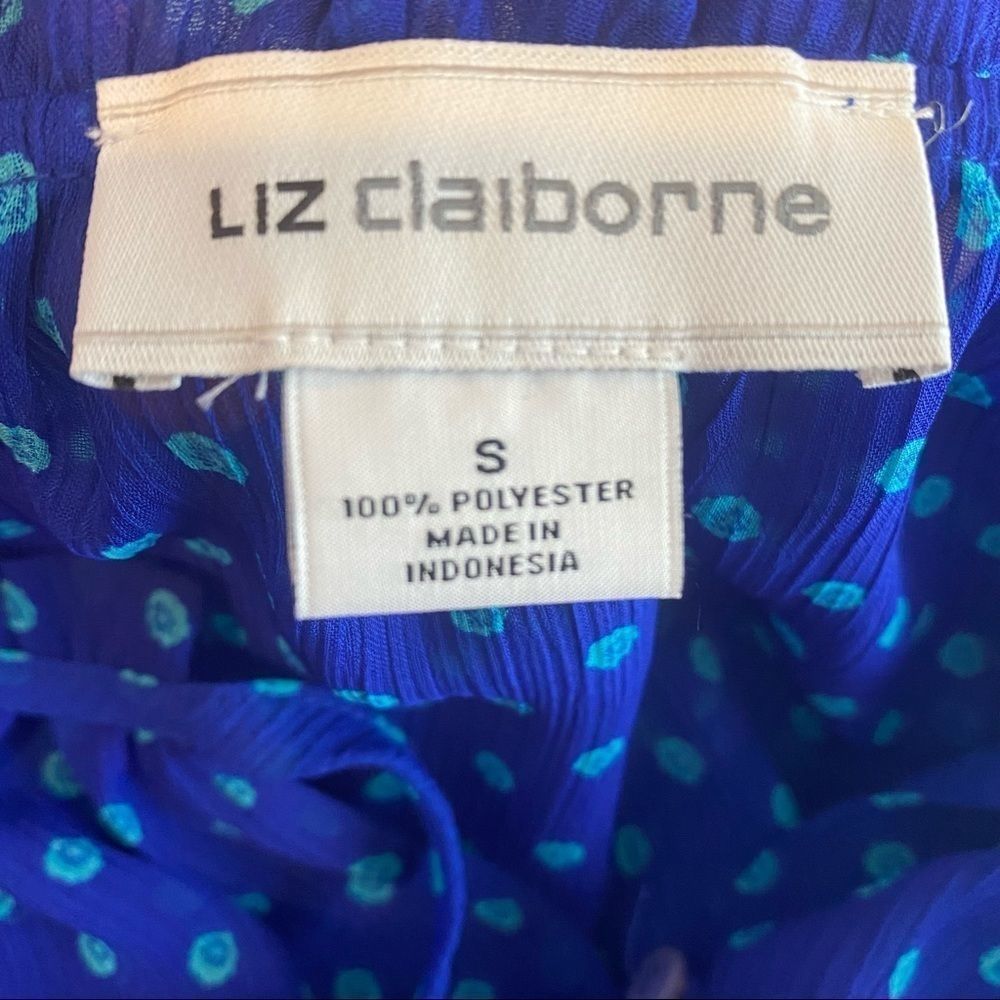 Liz claiborne
S
100% POLYESTER
MADE IN
INDONESIA